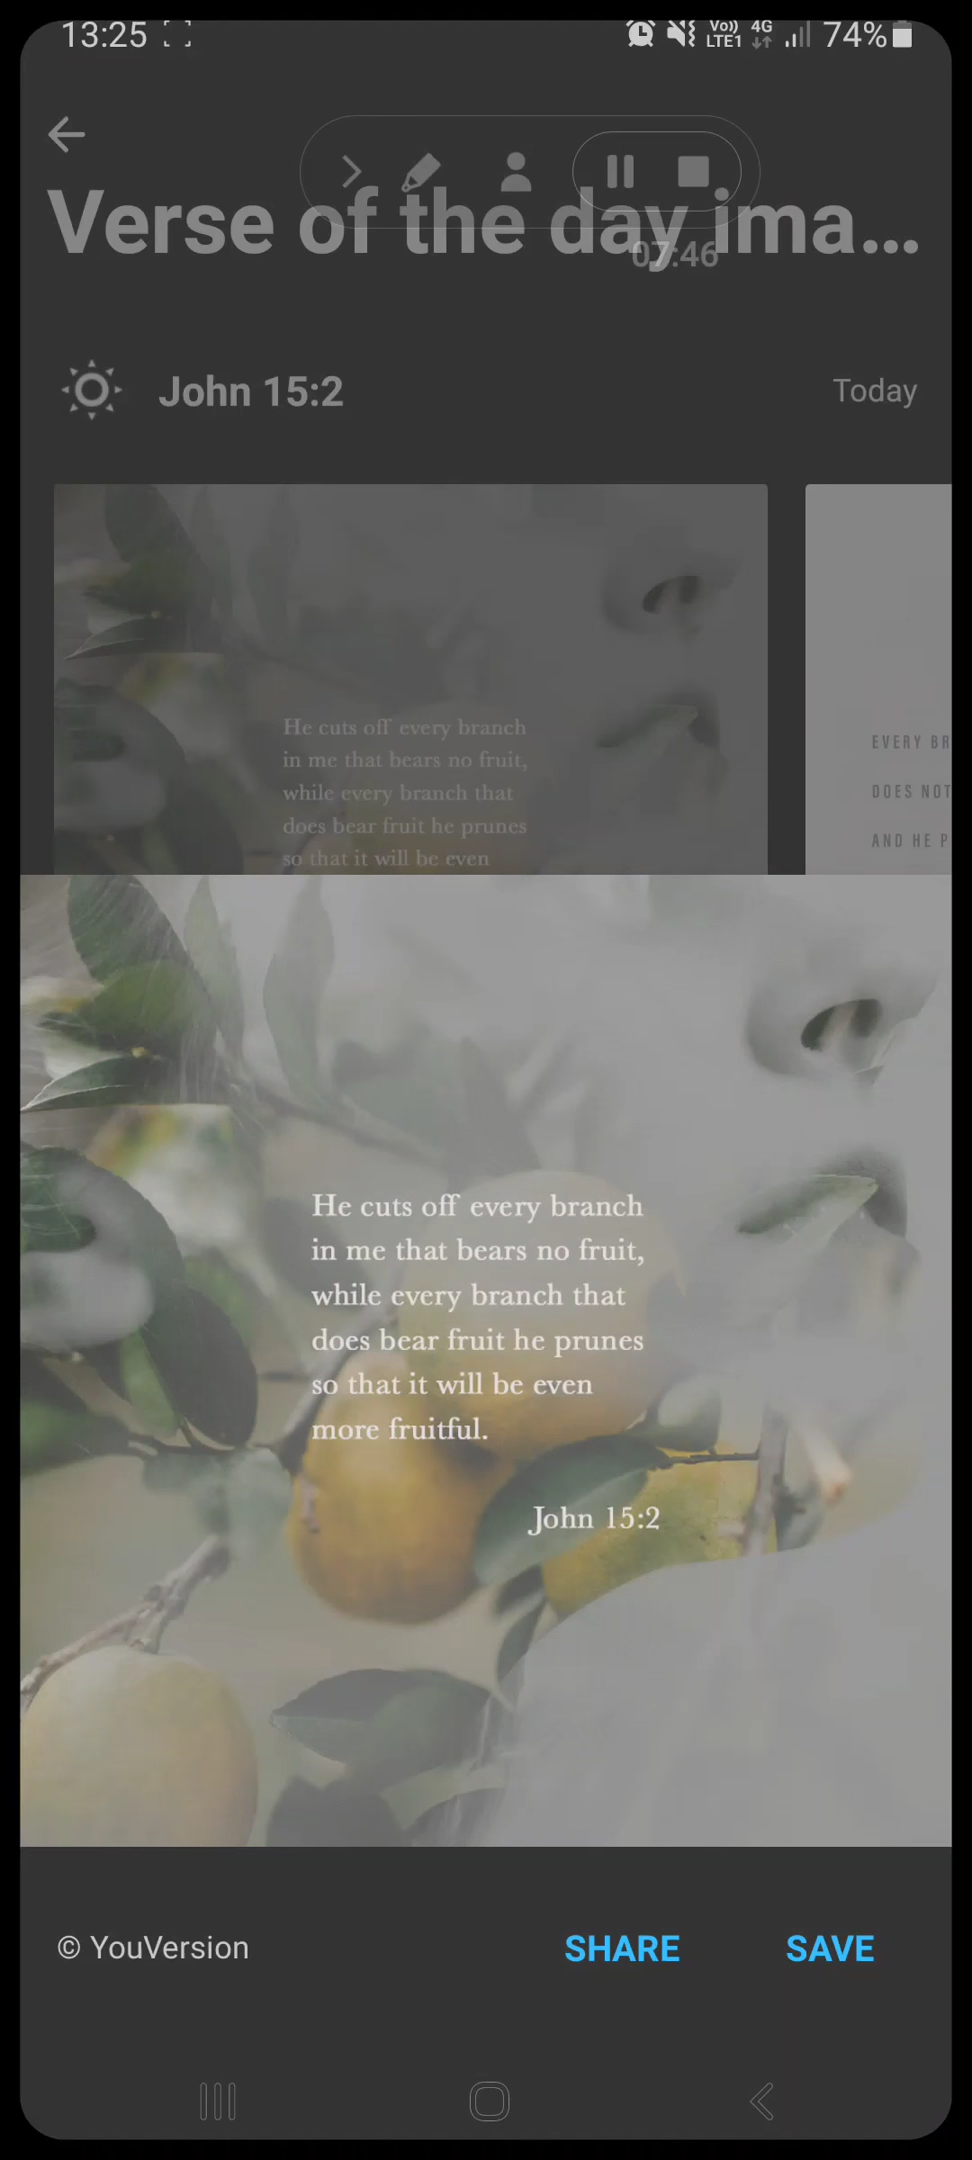 13:25
Vo)) LTE1 4G 74%
Verse of the day ima...
07:46
John 15:2
Today
He cuts off every branch
in me that bears no fruit,
while every branch that
does bear fruit he prunes
so that it will be even
EVERY BR
DOES NOT
AND HE P
He cuts off every branch
in me that bears no fruit,
while every branch that
does bear fruit he prunes
so that it will be even
more fruitful.
John 15:2
© YouVersion
SHARE
SAVE